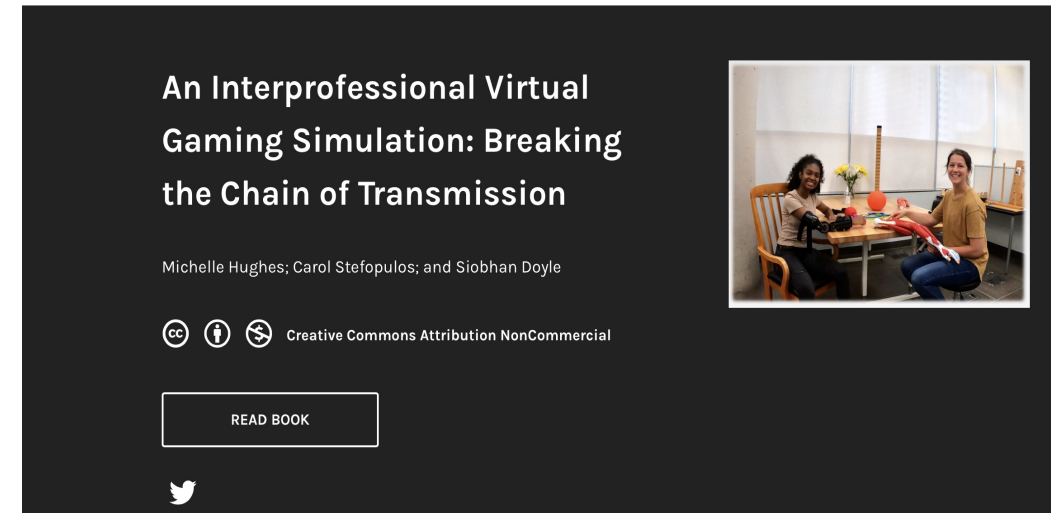 An Interprofessional Virtual
Gaming Simulation: Breaking
the Chain of Transmission
Michelle Hughes; Carol Stefopulos; and Siobhan Doyle
cc Creative Commons Attribution NonCommercial
READ BOOK